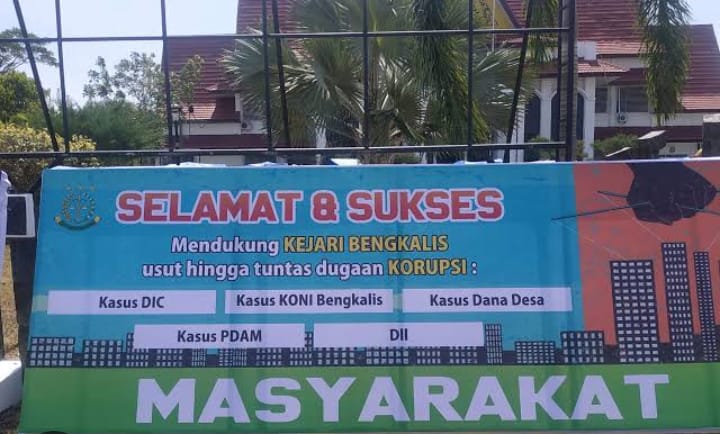 SELAMAT & SUKSES
Mendukung KEJARI BENGKALIS
usut hingga tuntas dugaan KORUPSI :
Kasus DIC
Kasus KONI Bengkalis
Kasus Dana Desa
Kasus PDAM
Dll
MASYARAKAT